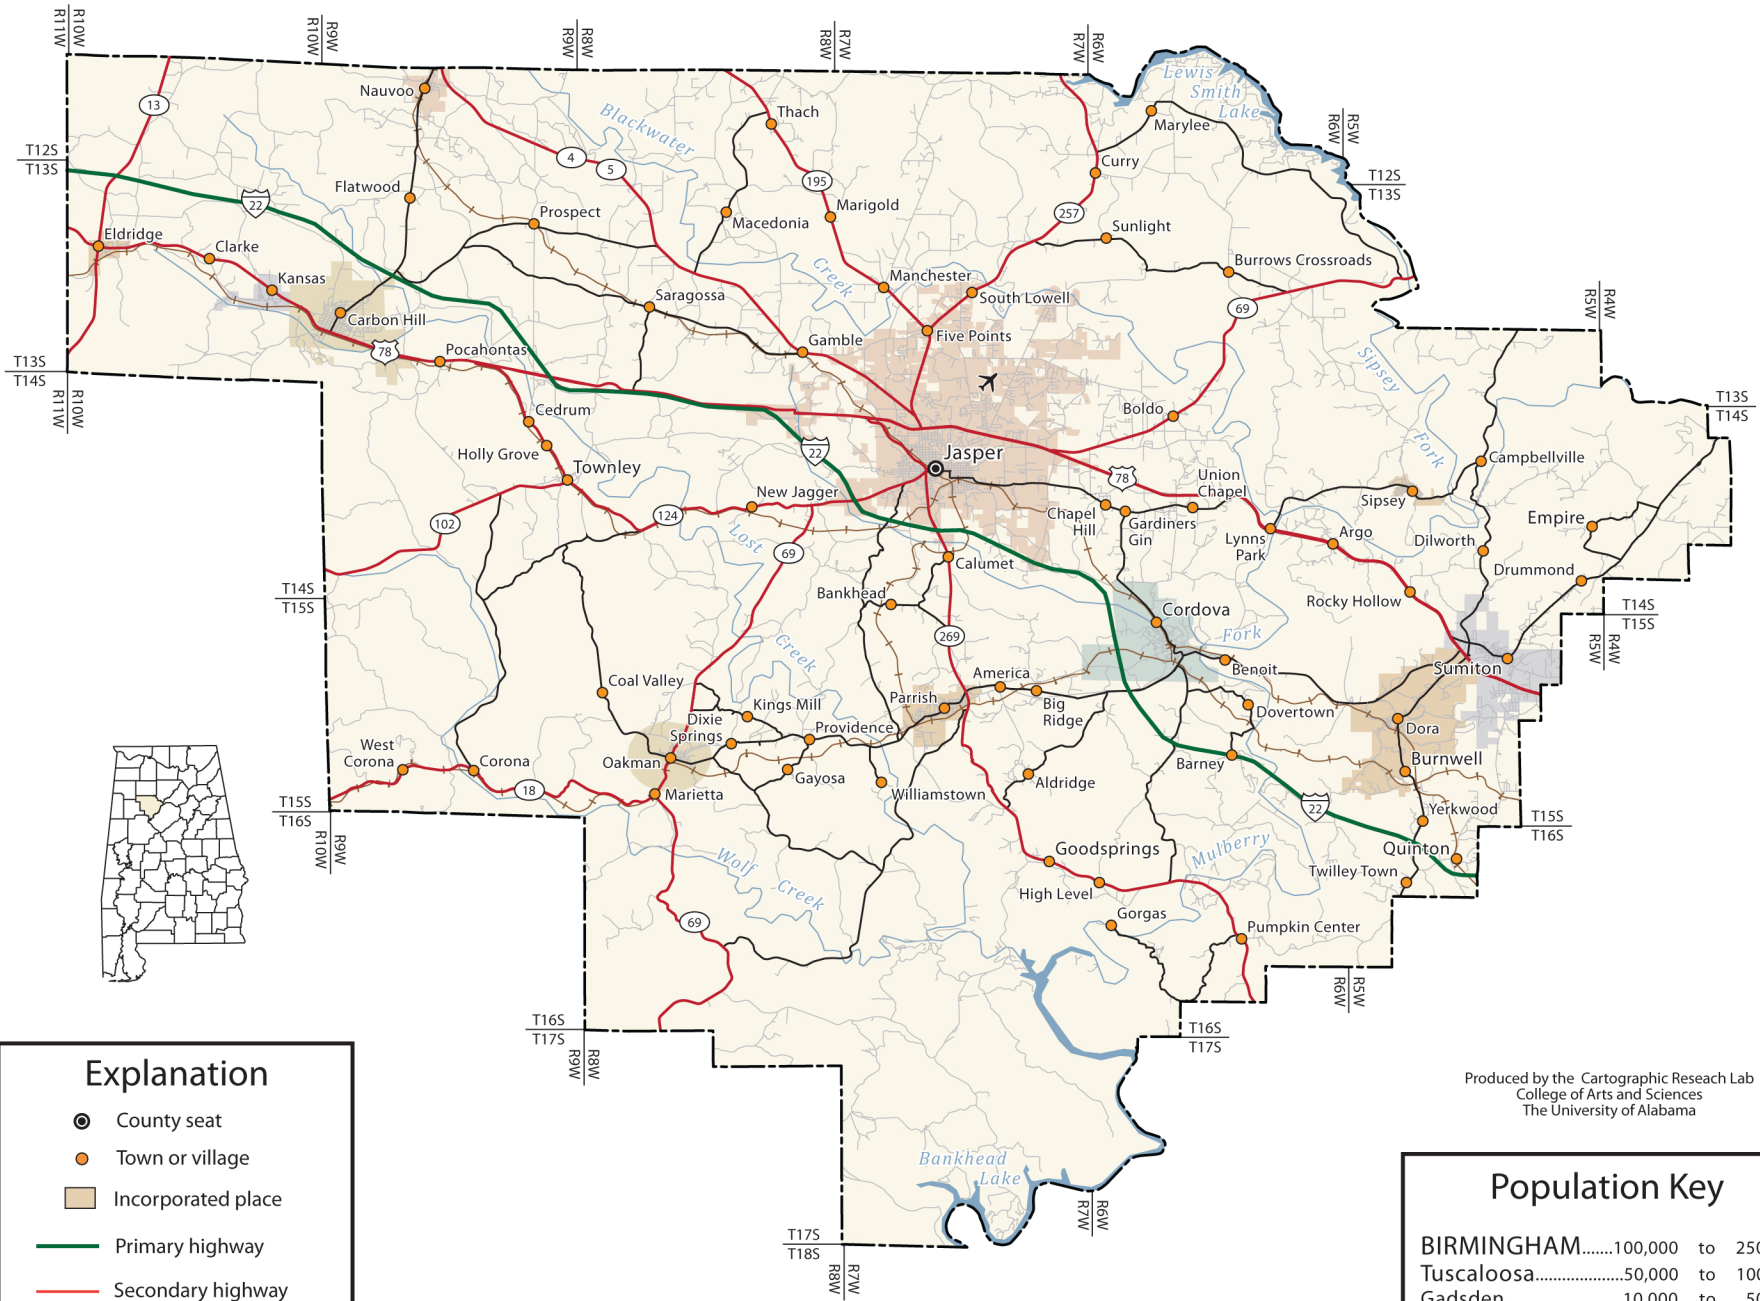 R11W
R10W
R10W
R9W
R9W
R8W
R8W
R7W
R7W
R6W
Lewis
Smith
Lake
Nauvoo
13
Thach
Marylee
Blackwater
R6W
R5W
T12S
T13S
4
5
Curry
T12S
T13S
195
Flatwood
22
Prospect
Macedonia
Marigold
257
Sunlight
Eldridge
Clarke
Burrows Crossroads
Kansas
Creek
Manchester
South Lowell
Saragossa
69
R5W
R4W
Carbon Hill
Five Points
Gamble
78
Pocahontas
Sipsey
T13S
T14S
R11W
R10W
T13S
T14S
Cedrum
Boldo
Holly Grove
22
Jasper
Fork
Campbellville
Townley
78
Union
Chapel
New Jagger
Sipsey
102
124
Chapel
Hill
Gardiners
Gin
Empire
Lost
69
Lynns
Park
Argo
Dilworth
Calumet
Drummond
T14S
T15S
Bankhead
Rocky Hollow
Cordova
T14S
T15S
Creek
269
Fork
R5W
R4W
Benoit
Sumiton
America
Coal Valley
Parrish
Big
Ridge
Kings Mill
Dovertown
Dixie
Springs
Providence
Dora
West
Corona
Corona
Oakman
Barney
Burnwell
Gayosa
Aldridge
18
Marietta
Williamstown
22
T15S
T16S
Yerkwood
T15S
T16S
R10W
R9W
Wolf
Creek
Goodsprings
Mulberry
Quinton
Twilley Town
High Level
69
Gorgas
Pumpkin Center
R6W
R5W
T16S
T17S
T16S
T17S
R9W
R8W
Explanation
County seat
Town or village
Incorporated place
Primary highway
Secondary highway
Produced by the Cartographic Reseach Lab
College of Arts and Sciences
The University of Alabama
Bankhead
Lake
R7W
R6W
T17S
T18S
R8W
R7W
Population Key
BIRMINGHAM.......100,000 to 250
Tuscaloosa.....................50,000 to 100
Gadsden 10,000 to 50